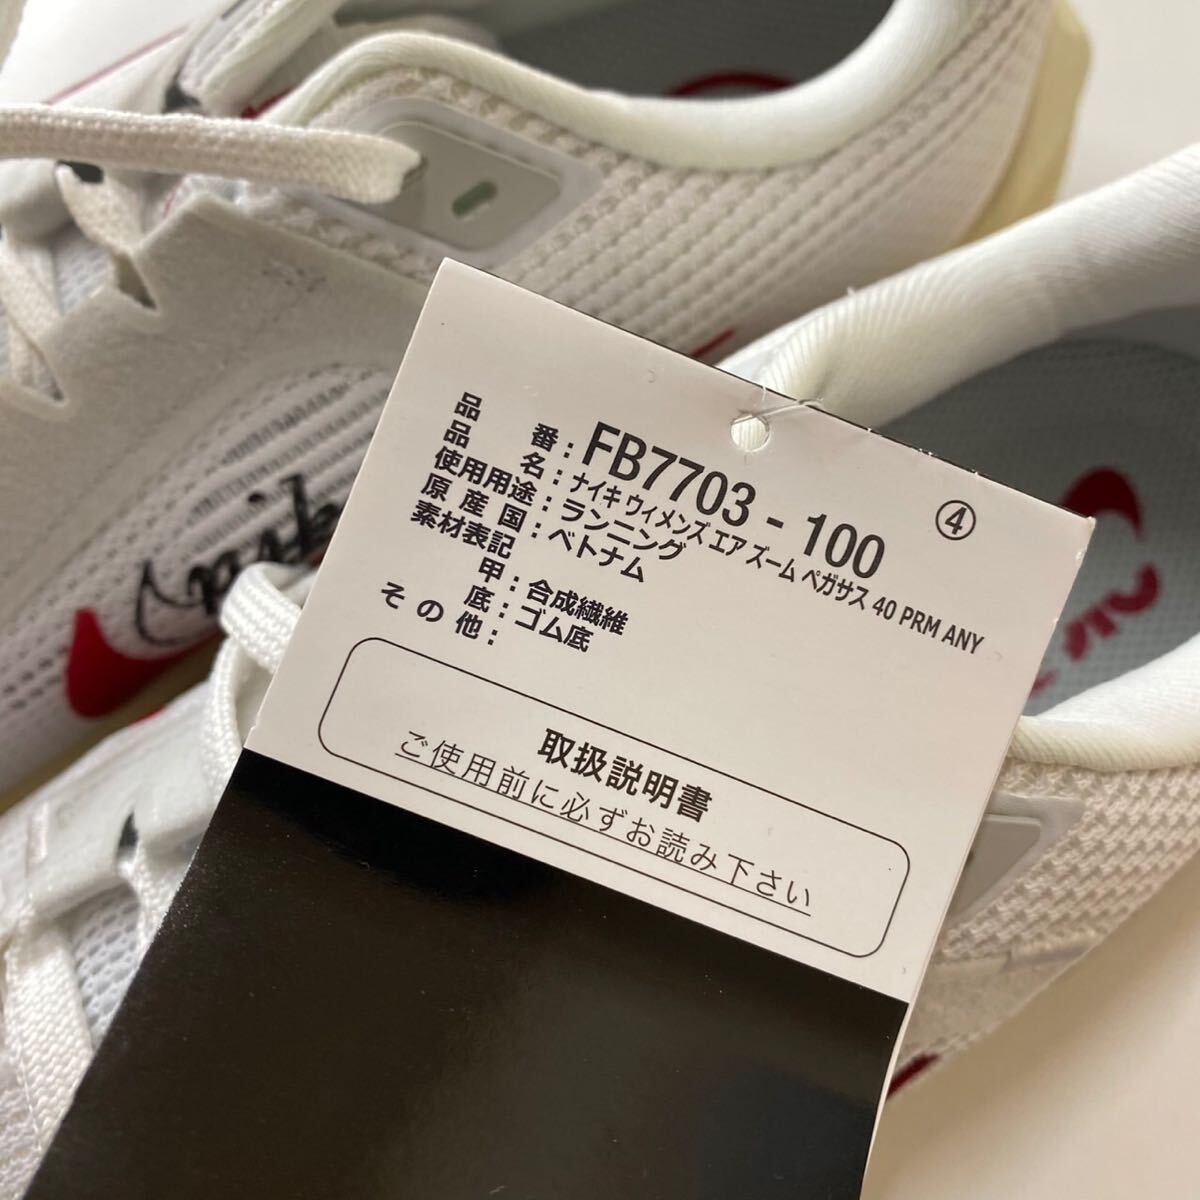 品番：FB7703 - 100 ④
品名：ナイキ ウィメンズ エア ズーム ペガサス 40 PRM ANY
使用用途：ランニング
原産国：ベトナム
素材表記
甲：合成繊維
底：ゴム底
その他：
取扱説明書
ご使用前に必ずお読み下さい